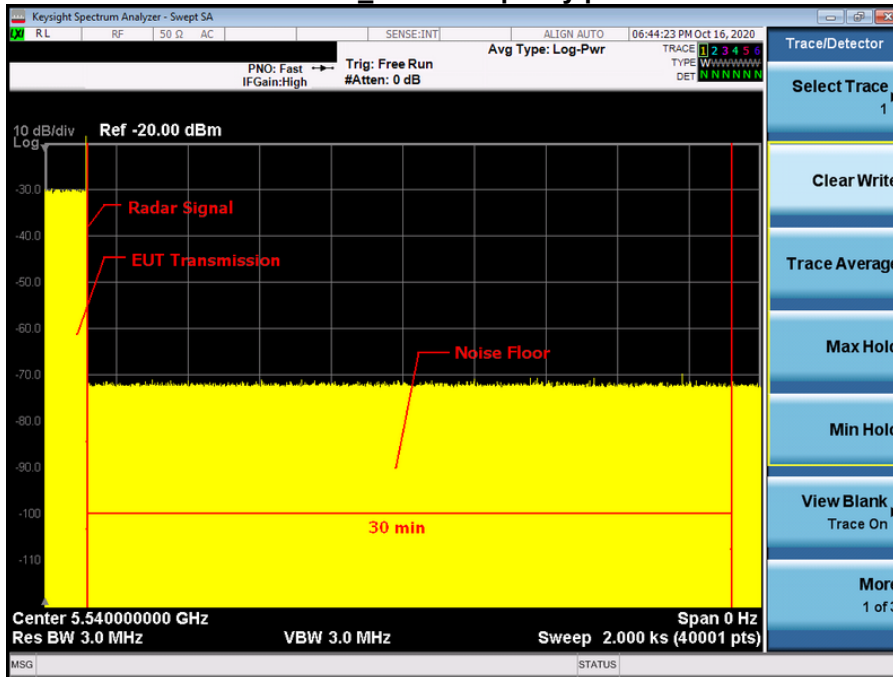 Keysight Spectrum Analyzer - Swept SA
LXI RL RF 50 Ω AC SENSE:INT ALIGN AUTO 06:44:23 PM Oct 16, 2020
Avg Type: Log-Pwr
TRACE 1 2 3 4 5 6
TYPE WWWWWW
DET N N N N N N
PNO: Fast
IFGain:High
Trig: Free Run
#Atten: 0 dB
10 dB/div Ref -20.00 dBm
Log
-30.0
-40.0
-50.0
-60.0
-70.0
-80.0
-90.0
-100
-110
Radar Signal
EUT Transmission
Noise Floor
30 min
Center 5.540000000 GHz Span 0 Hz
Res BW 3.0 MHz VBW 3.0 MHz Sweep 2.000 ks (40001 pts)
MSG STATUS
Trace/Detector
Select Trace
1
Clear Write
Trace Average
Max Hold
Min Hold
View Blank
Trace On
More
1 of 3